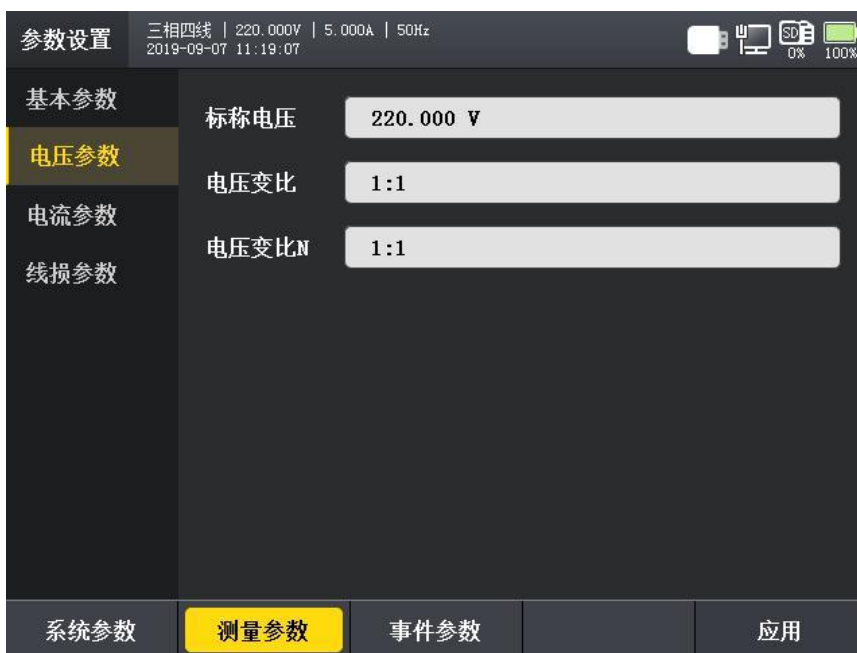 参数设置
三相四线 | 220.000V | 5.000A | 50Hz
2019-09-07 11:19:07
SD
0%
100%
基本参数
电压参数
电流参数
线损参数
标称电压 220.000 V
电压变比 1:1
电压变比N 1:1
系统参数 测量参数 事件参数 应用